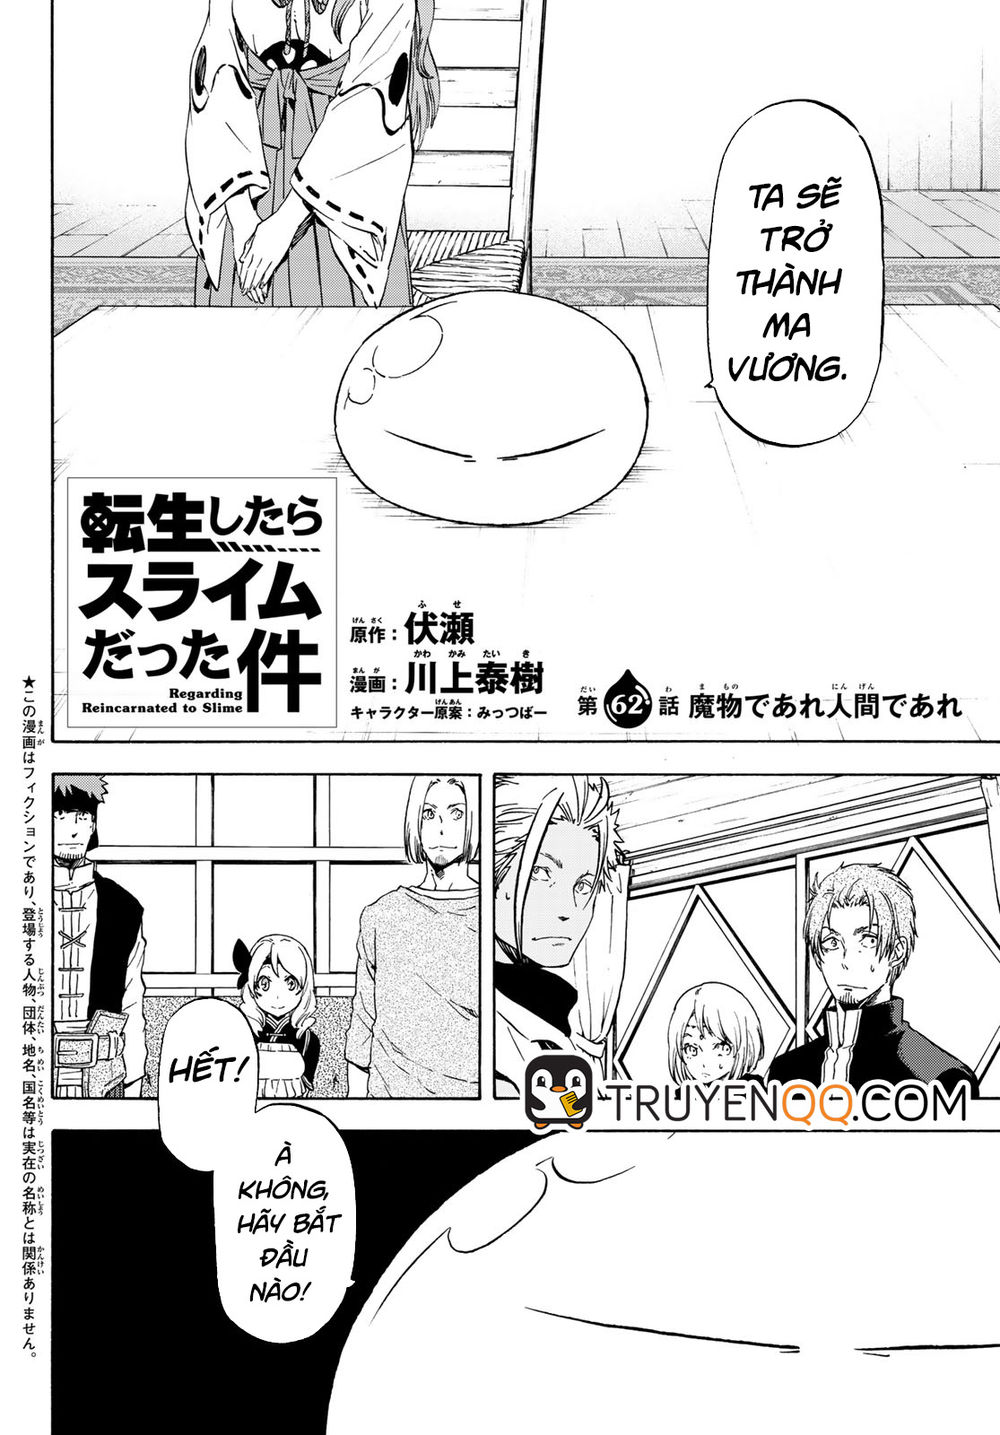 TA SẼ
TRỞ
THÀNH
MA
VƯƠNG.
転生したら
スライム
だった件
Regarding
Reincarnated to Slime
原作：伏瀬
漫画：川上泰樹
キャラクター原案：みっつばー
第62話 魔物であれ人間であれ
★この漫画はフィクションであり、登場する人物、団体、地名、国名等は実在の名称とは関係ありません。
HẾT!
À
KHÔNG,
HÃY BẮT
ĐẦU
NÀO!
TRUYENQQ.COM